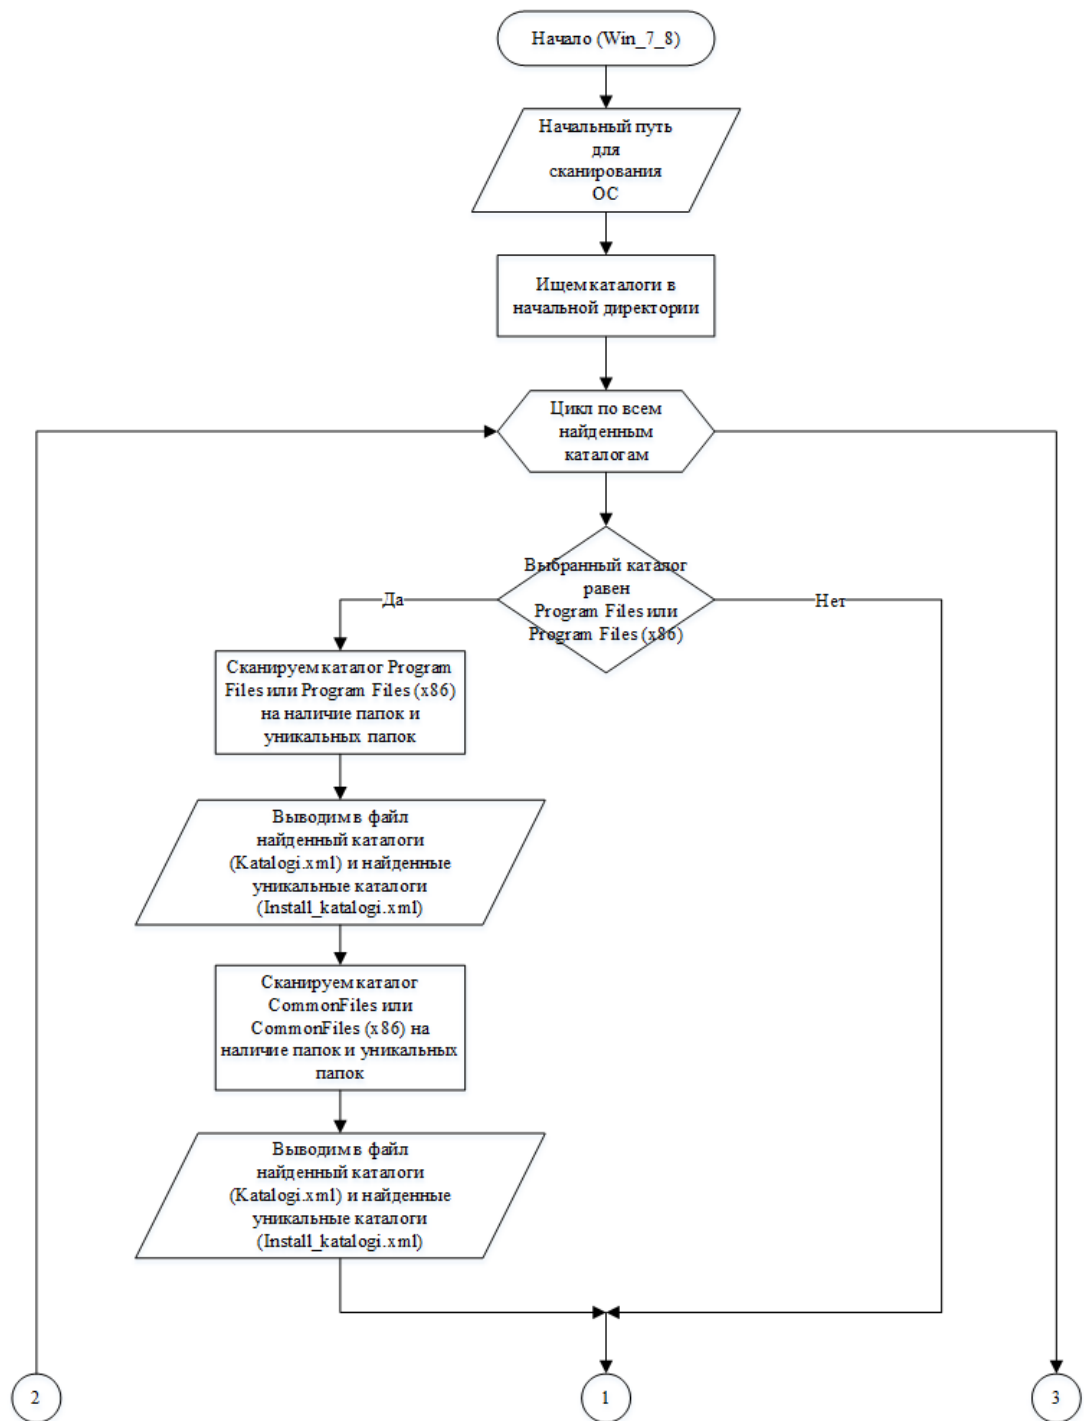 Начало (Win_7_8)
Начальный путь
для
сканирования
ОС
Ищем каталоги в
начальной директории
Цикл по всем
найденным
каталогам
Выбранный каталог
равен
Program Files или
Program Files (x86)
Да
Нет
Сканируем каталог Program
Files или Program Files (x86)
на наличие папок и
уникальных папок
Выводим в файл
найденный каталоги
(Katalogi.xml) и найденные
уникальные каталоги
(Install_katalogi.xml)
Сканируем каталог
CommonFiles или
CommonFiles (x86) на
наличие папок и уникальных
папок
Выводим в файл
найденный каталоги
(Katalogi.xml) и найденные
уникальные каталоги
(Install_katalogi.xml)
2
1
3